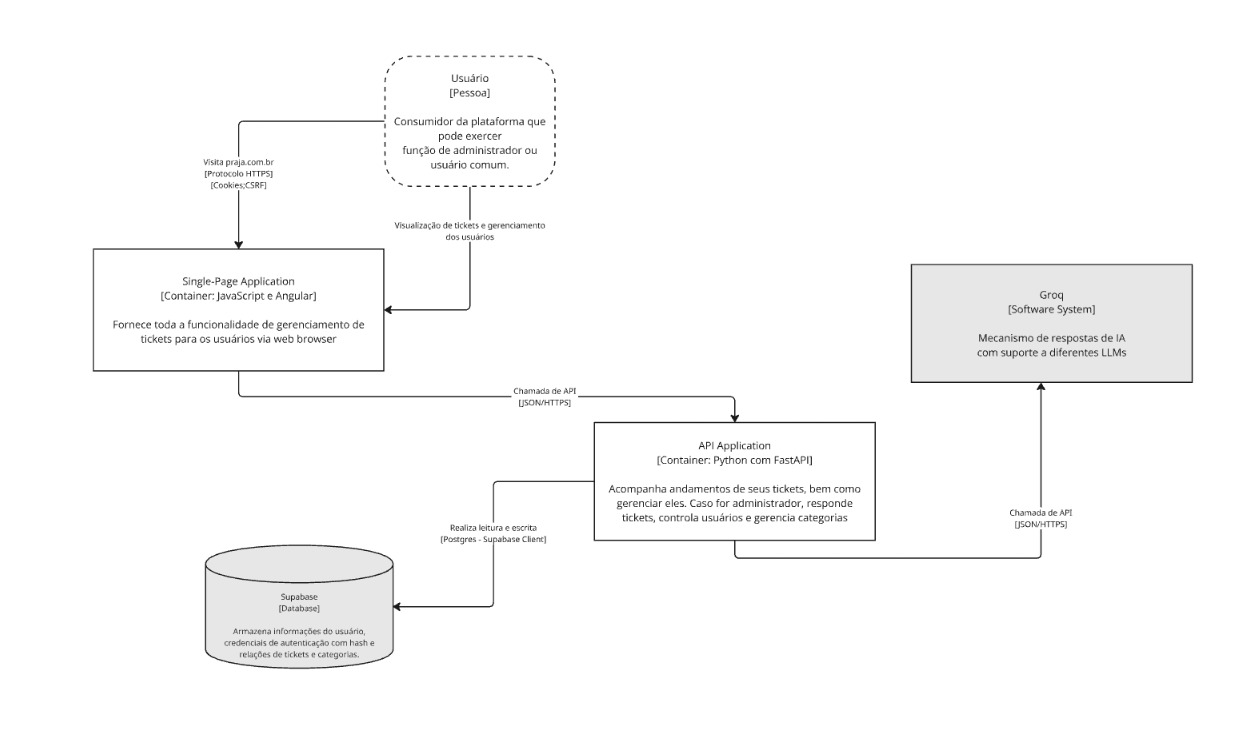 Usuário
[Pessoa]
Consumidor da plataforma que
pode exercer
função de administrador ou
usuário comum.
Visita praja.com.br
[Protocolo HTTPS]
[Cookies;CSRF]
Visualização de tickets e gerenciamento
dos usuários
Single-Page Application
[Container: JavaScript e Angular]
Fornece toda a funcionalidade de gerenciamento de
tickets para os usuários via web browser
Groq
[Software System]
Mecanismo de respostas de IA
com suporte a diferentes LLMs
Chamada de API
[JSON/HTTPS]
API Application
[Container: Python com FastAPI]
Acompanha andamentos de seus tickets, bem como
gerenciar eles. Caso for administrador, responde
tickets, controla usuários e gerencia categorias
Chamada de API
[JSON/HTTPS]
Realiza leitura e escrita
[Postgres - Supabase Client]
Supabase
[Database]
Armazena informações do usuário,
credenciais de autenticação com hash e
relações de tickets e categorias.